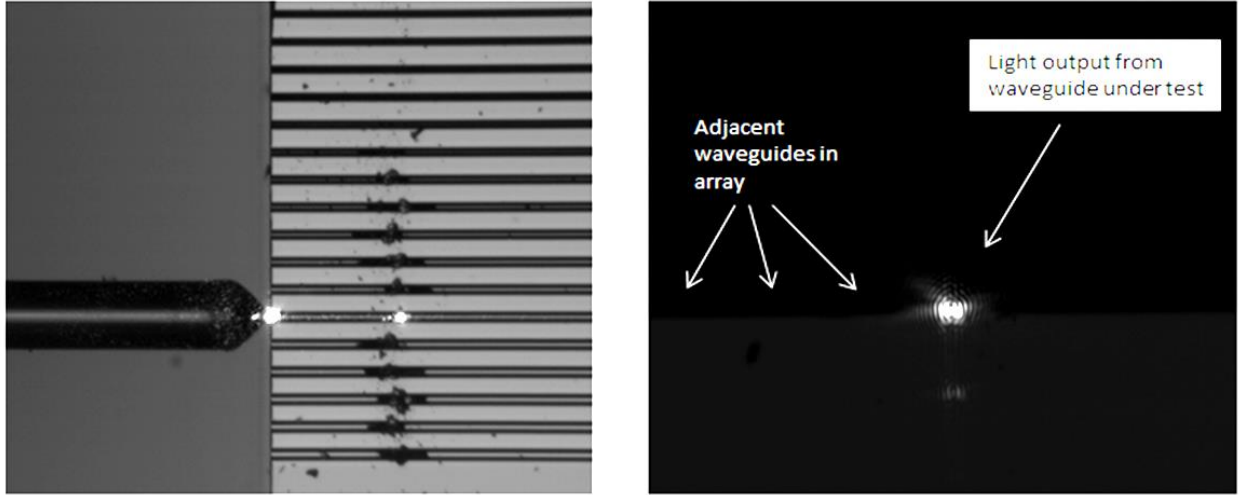 Light output from
waveguide under test
Adjacent
waveguides in
array